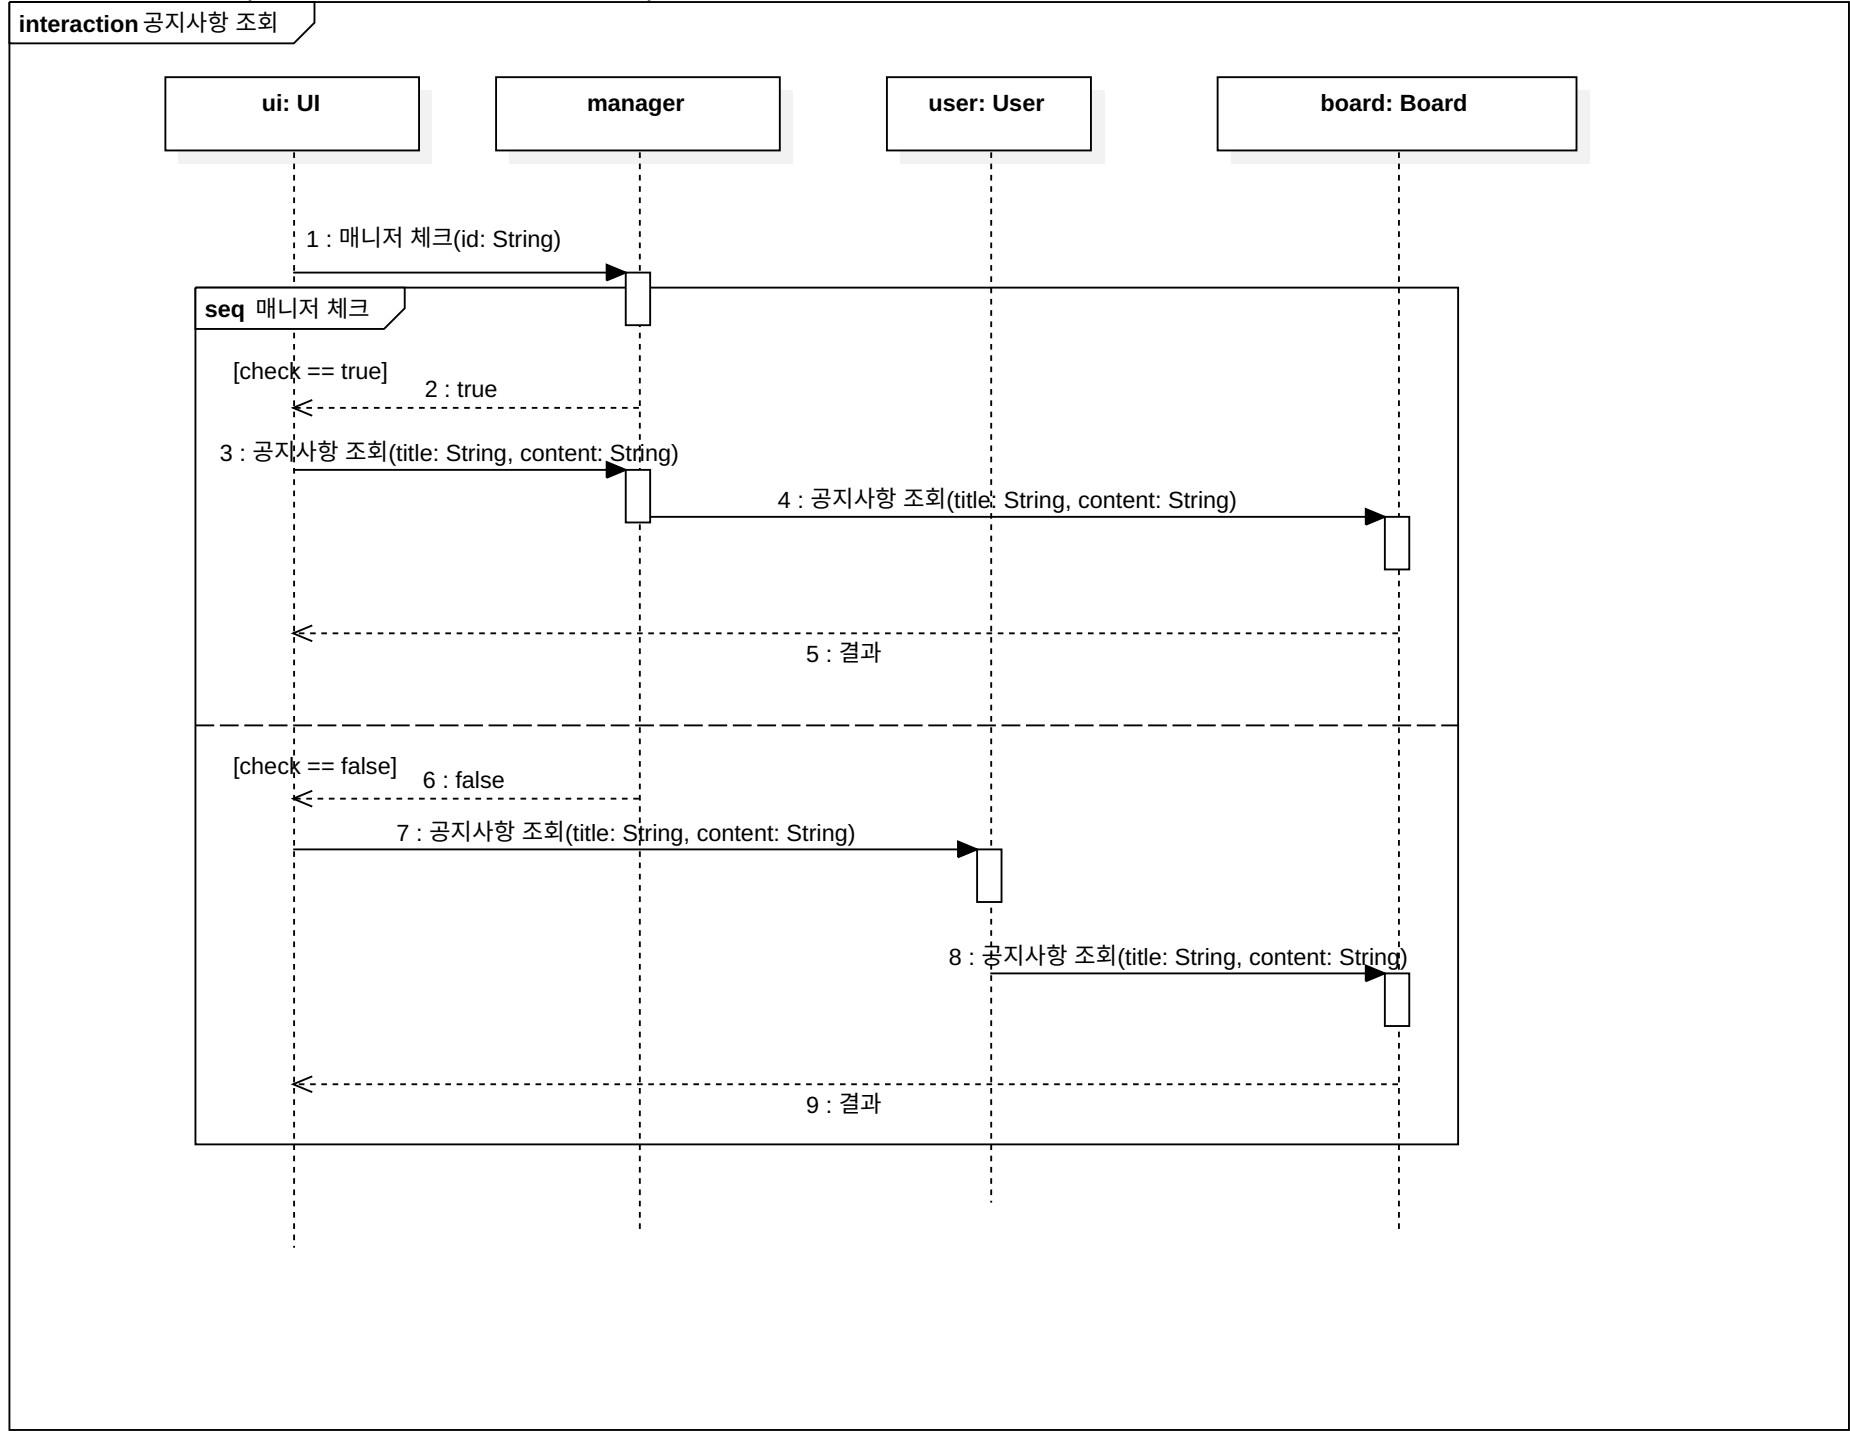 interaction 공지사항 조회
ui: UI
manager
user: User
board: Board
1 : 매니저 체크(id: String)
seq 매니저 체크
[check == true]
2 : true
3 : 공지사항 조회(title: String, content: String)
4 : 공지사항 조회(title: String, content: String)
5 : 결과
[check == false]
6 : false
7 : 공지사항 조회(title: String, content: String)
8 : 공지사항 조회(title: String, content: String)
9 : 결과